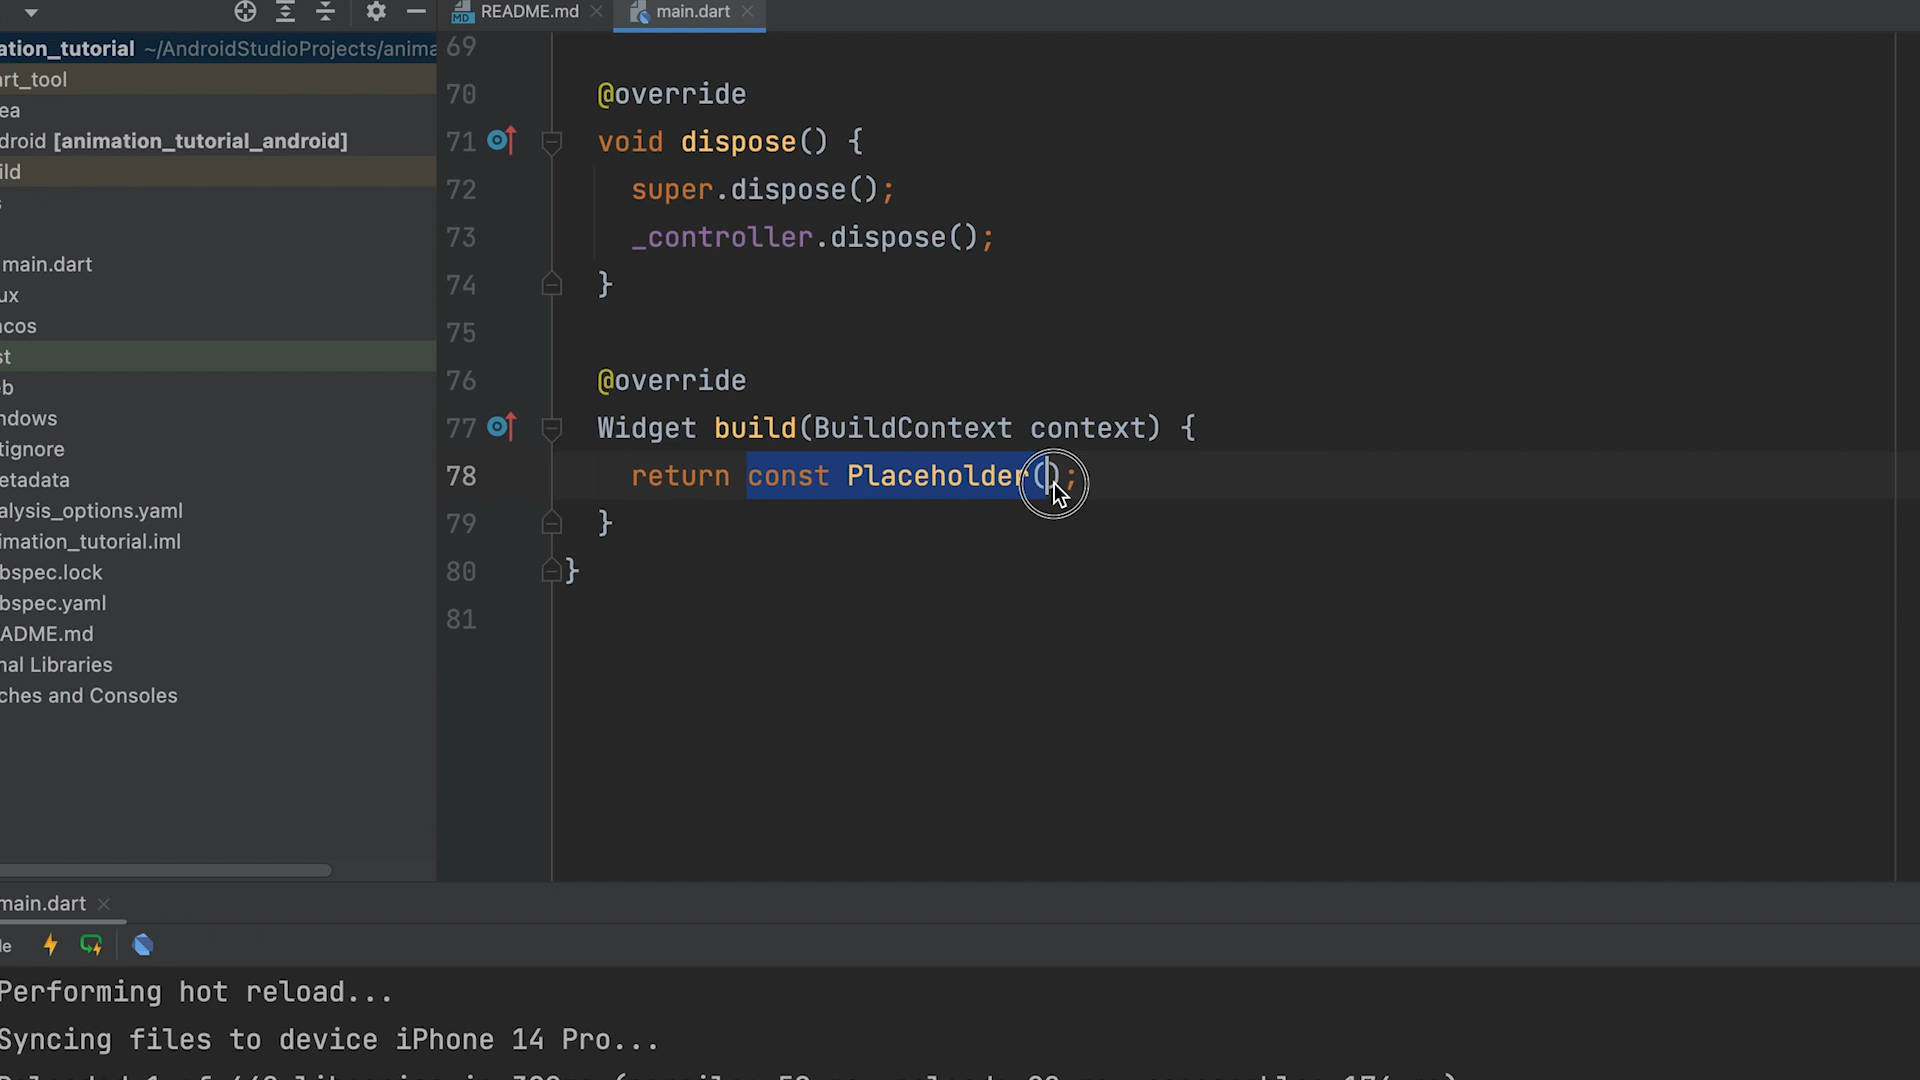 README.md
main.dart
ation_tutorial ~/AndroidStudioProjects/anima
art_tool
ea
droid [animation_tutorial_android]
ild
s
main.dart
ux
acos
st
eb
ndows
tignore
etadata
alysis_options.yaml
imation_tutorial.iml
bspec.lock
bspec.yaml
ADME.md
nal Libraries
ches and Consoles
69
70 @override
71 void dispose() {
72 super.dispose();
73 _controller.dispose();
74 }
75
76 @override
77 Widget build(BuildContext context) {
78 return const Placeholder();
79 }
80 }
81
main.dart
le
Performing hot reload...
Syncing files to device iPhone 14 Pro...